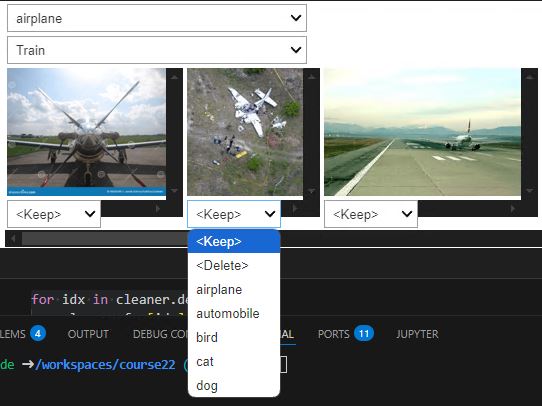 airplane
Train
<Keep>
<Keep>
<Keep>
<Keep>
<Delete>
airplane
automobile
bird
cat
dog
for idx in cleaner.de
LEMS 4 OUTPUT DEBUG CON AL PORTS 11 JUPYTER
de →/workspaces/course22 (